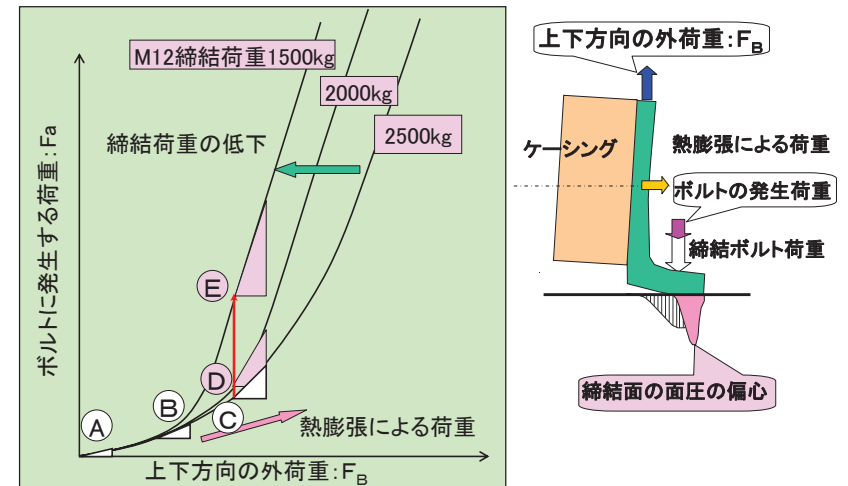 M12締結荷重1500kg
2000kg
2500kg
締結荷重の低下
ボルトに発生する荷重:Fa
E
D
B
C
A
熱膨張による荷重
上下方向の外荷重:FB
上下方向の外荷重:FB
ケーシング
熱膨張による荷重
ボルトの発生荷重
締結ボルト荷重
締結面の面圧の偏心